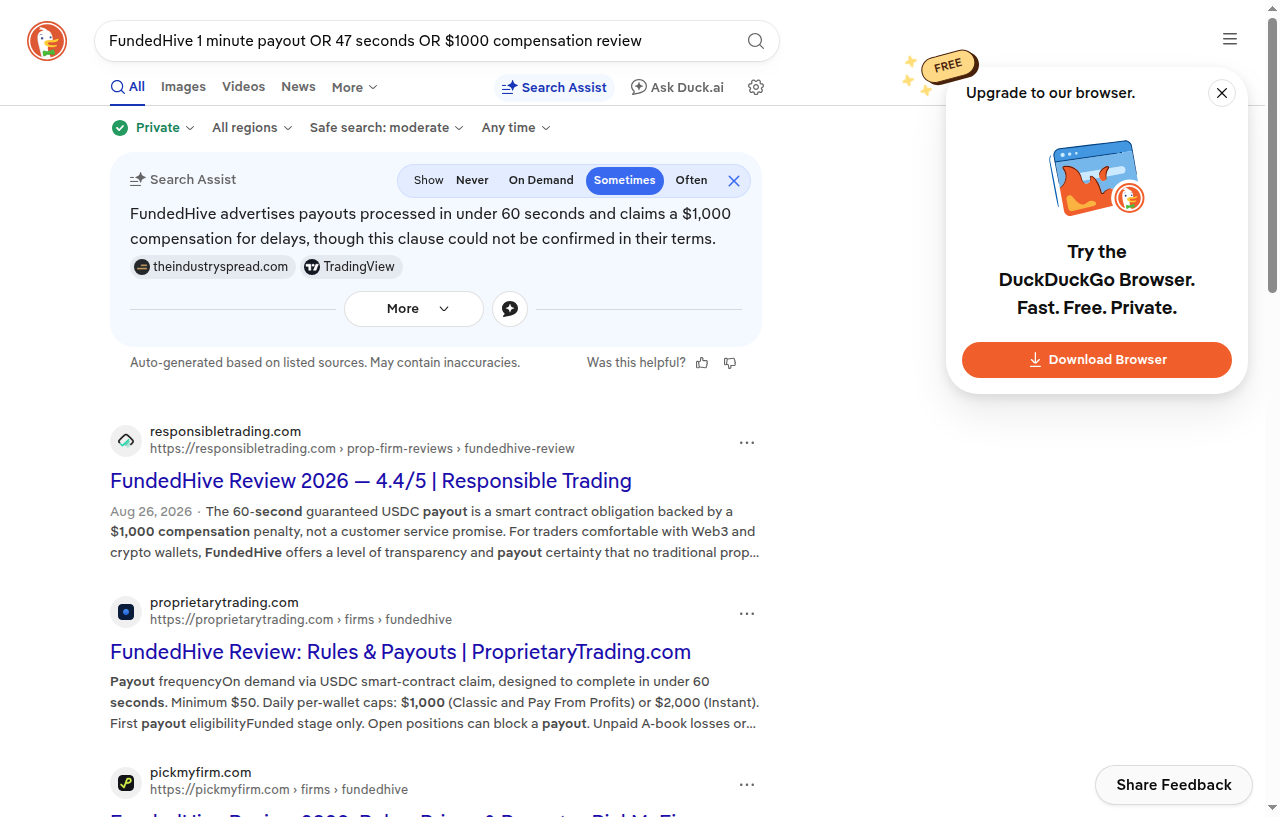 FundedHive 1 minute payout OR 47 seconds OR $1000 compensation review
All Images Videos News More Search Assist Ask Duck.ai
Private All regions Safe search: moderate Any time
FREE
Upgrade to our browser.
Try the
DuckDuckGo Browser.
Fast. Free. Private.
Download Browser
Search Assist Show Never On Demand Sometimes Often
FundedHive advertises payouts processed in under 60 seconds and claims a $1,000
compensation for delays, though this clause could not be confirmed in their terms.
theindustryspread.com TradingView
More
Auto-generated based on listed sources. May contain inaccuracies. Was this helpful?
responsibletrading.com
https://responsibletrading.com › prop-firm-reviews › fundedhive-review
FundedHive Review 2026 — 4.4/5 | Responsible Trading
Aug 26, 2026 · The 60-second guaranteed USDC payout is a smart contract obligation backed by a
$1,000 compensation penalty, not a customer service promise. For traders comfortable with Web3 and
crypto wallets, FundedHive offers a level of transparency and payout certainty that no traditional prop...
proprietarytrading.com
https://proprietarytrading.com › firms › fundedhive
FundedHive Review: Rules & Payouts | ProprietaryTrading.com
Payout frequencyOn demand via USDC smart-contract claim, designed to complete in under 60
seconds. Minimum $50. Daily per-wallet caps: $1,000 (Classic and Pay From Profits) or $2,000 (Instant).
First payout eligibilityFunded stage only. Open positions can block a payout. Unpaid A-book losses or...
pickmyfirm.com
https://pickmyfirm.com › firms › fundedhive
Share Feedback